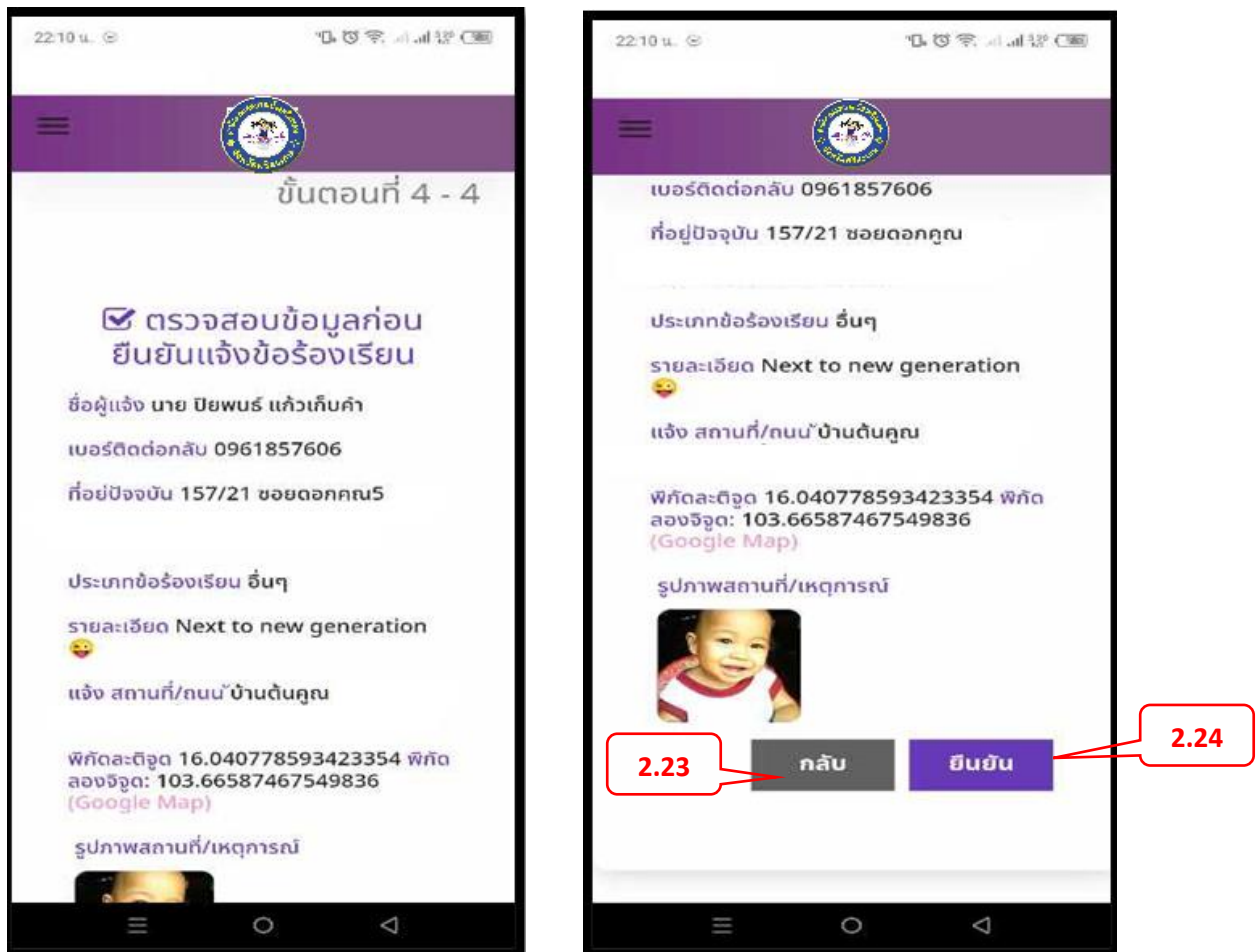 22:10 น.
ขั้นตอนที่ 4 - 4
ตรวจสอบข้อมูลก่อน
ยืนยันแจ้งข้อร้องเรียน
ชื่อผู้แจ้ง นาย ปิยพนธ์ แก้วเก็บคำ
เบอร์ติดต่อกลับ 0961857606
ที่อยู่ปัจจุบัน 157/21 ซอยดอกคูณ5
ประเภทข้อร้องเรียน อื่นๆ
รายละเอียด Next to new generation
😜
แจ้ง สถานที่/ถนน บ้านต้นคูณ
พิกัดละติจูด 16.040778593423354 พิกัด
ลองจิจูด: 103.66587467549836
(Google Map)
รูปภาพสถานที่/เหตุการณ์
22:10 น.
เบอร์ติดต่อกลับ 0961857606
ที่อยู่ปัจจุบัน 157/21 ซอยดอกคูณ
ประเภทข้อร้องเรียน อื่นๆ
รายละเอียด Next to new generation
😜
แจ้ง สถานที่/ถนน บ้านต้นคูณ
พิกัดละติจูด 16.040778593423354 พิกัด
ลองจิจูด: 103.66587467549836
(Google Map)
รูปภาพสถานที่/เหตุการณ์
2.23
กลับ
ยืนยัน
2.24